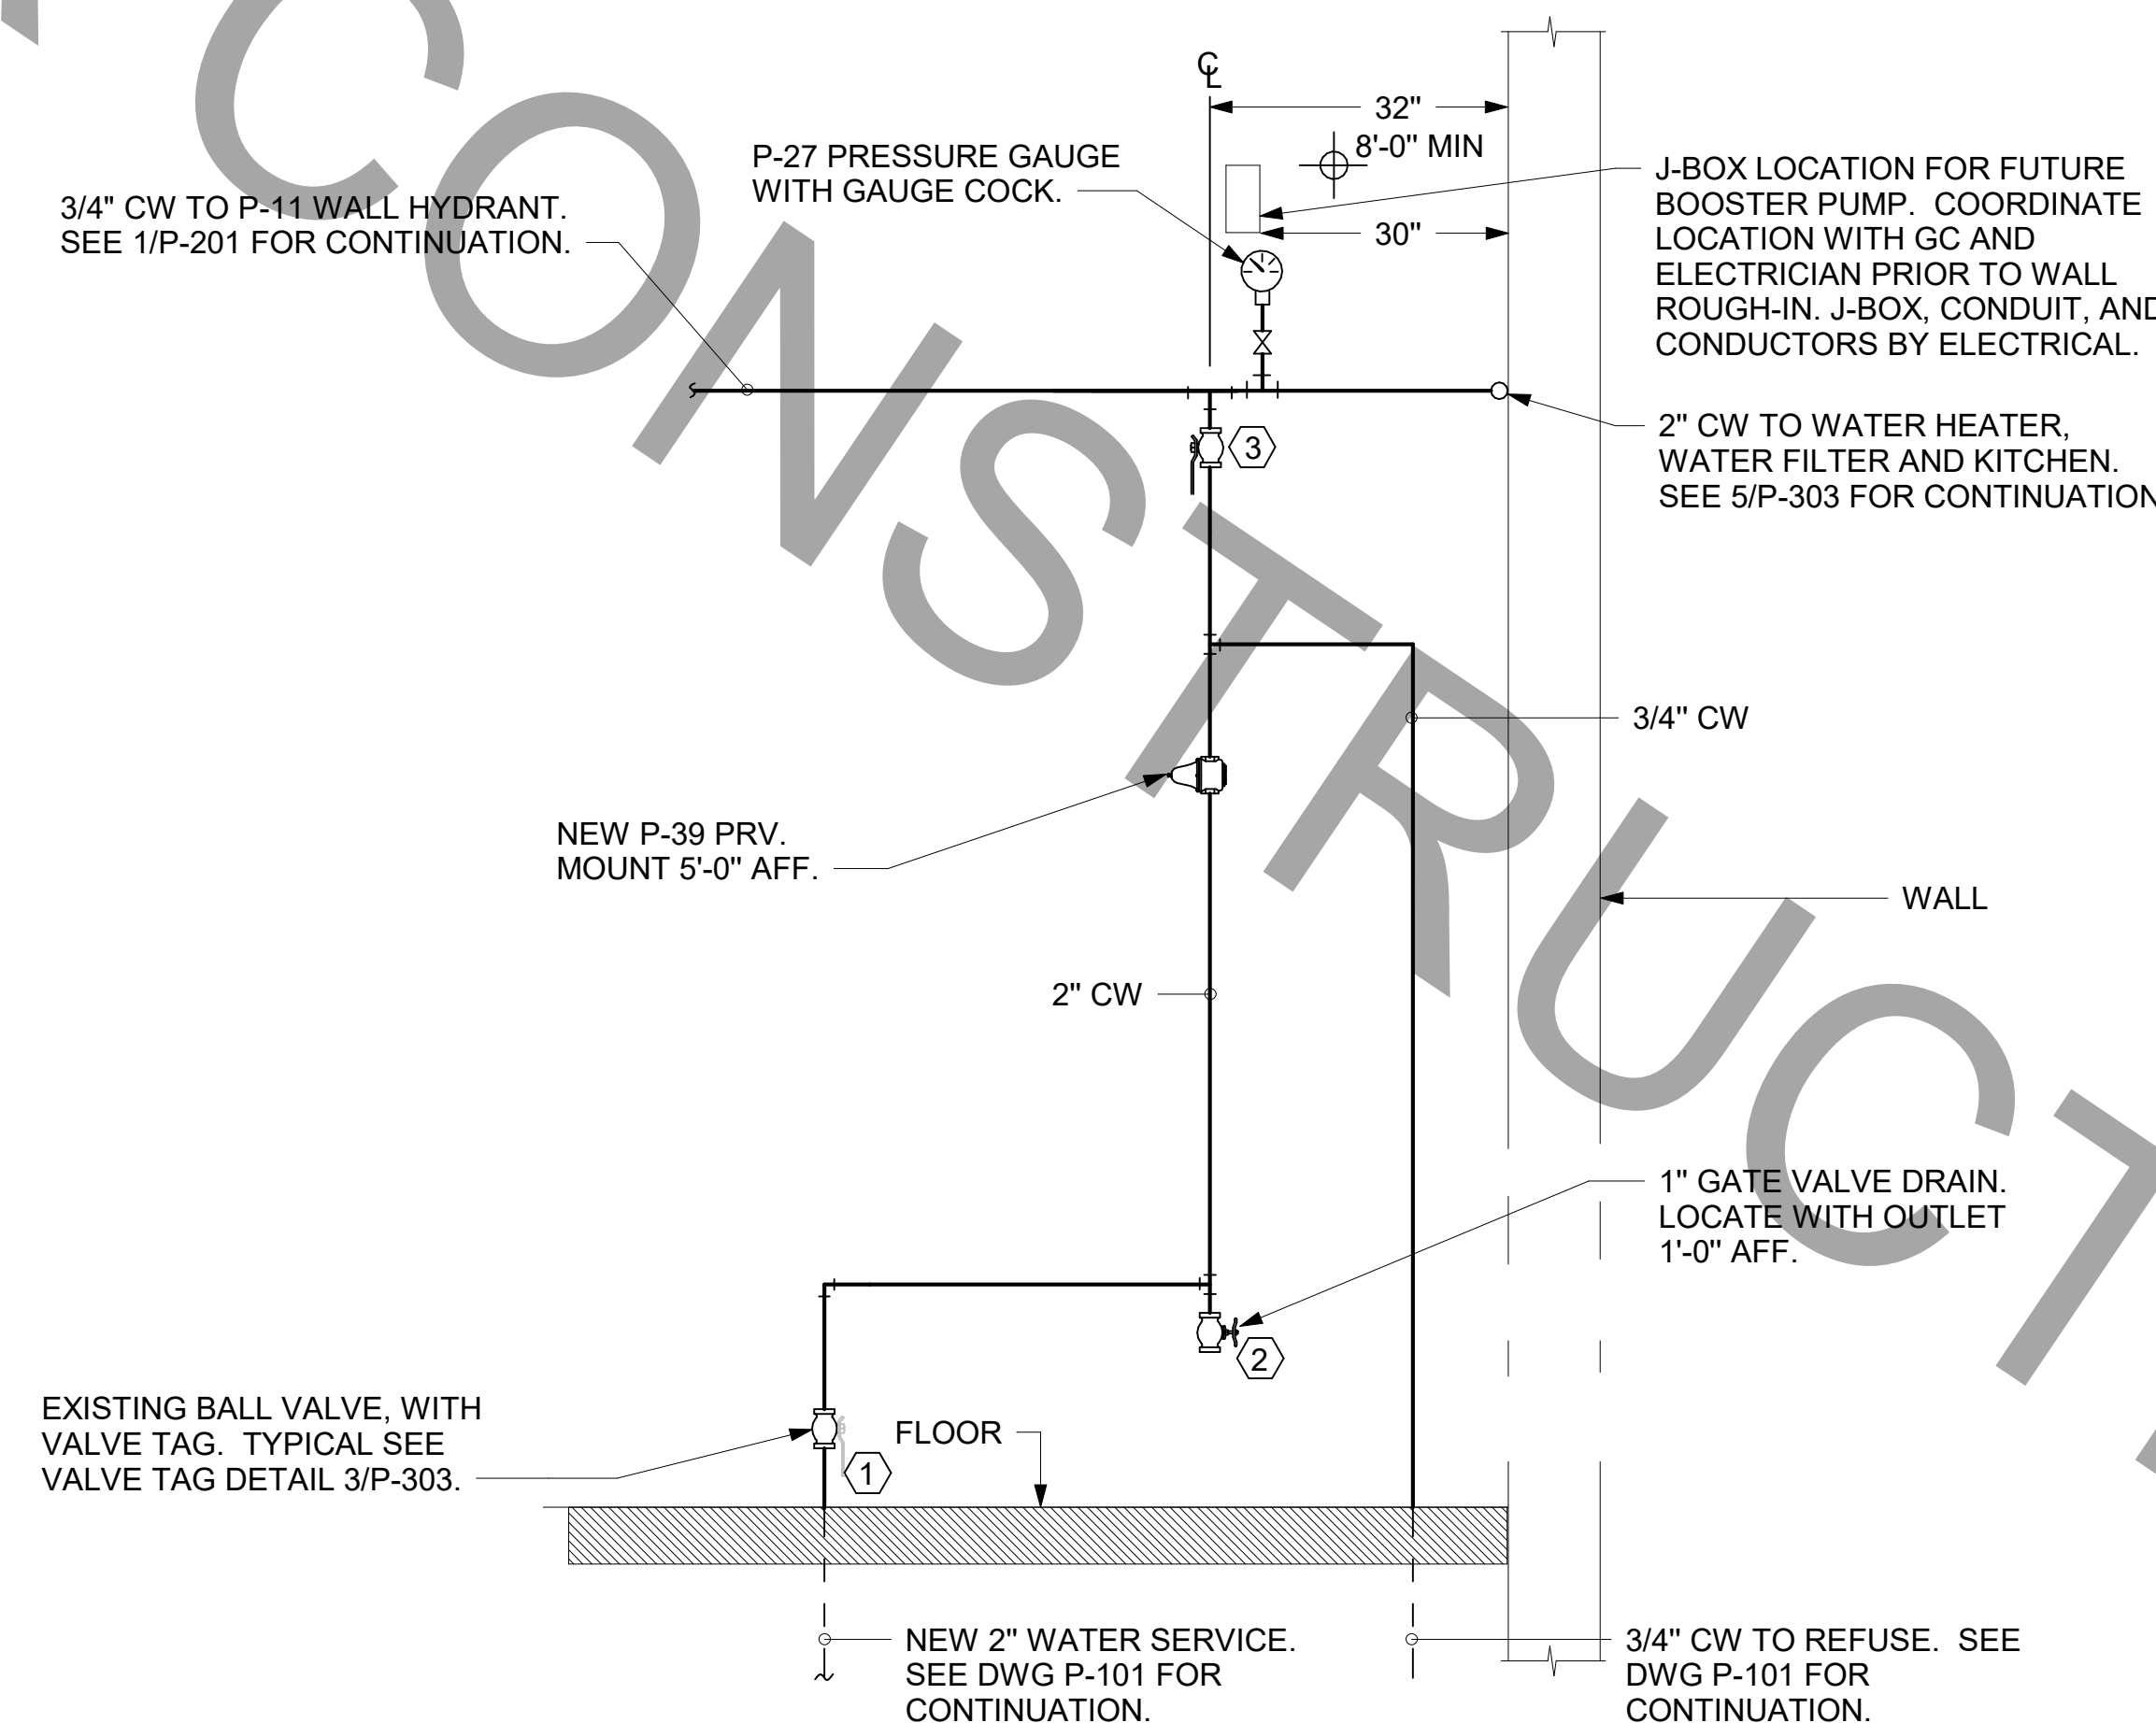 CONSTRUCT
℄
32"
8'-0" MIN
30"
P-27 PRESSURE GAUGE
WITH GAUGE COCK.
3/4" CW TO P-11 WALL HYDRANT.
SEE 1/P-201 FOR CONTINUATION.
J-BOX LOCATION FOR FUTURE
BOOSTER PUMP. COORDINATE
LOCATION WITH GC AND
ELECTRICIAN PRIOR TO WALL
ROUGH-IN. J-BOX, CONDUIT, AND
CONDUCTORS BY ELECTRICAL.
2" CW TO WATER HEATER,
WATER FILTER AND KITCHEN.
SEE 5/P-303 FOR CONTINUATION
3
3/4" CW
NEW P-39 PRV.
MOUNT 5'-0" AFF.
WALL
2" CW
1" GATE VALVE DRAIN.
LOCATE WITH OUTLET
1'-0" AFF.
2
EXISTING BALL VALVE, WITH
VALVE TAG. TYPICAL SEE
VALVE TAG DETAIL 3/P-303.
1
FLOOR
NEW 2" WATER SERVICE.
SEE DWG P-101 FOR
CONTINUATION.
3/4" CW TO REFUSE. SEE
DWG P-101 FOR
CONTINUATION.